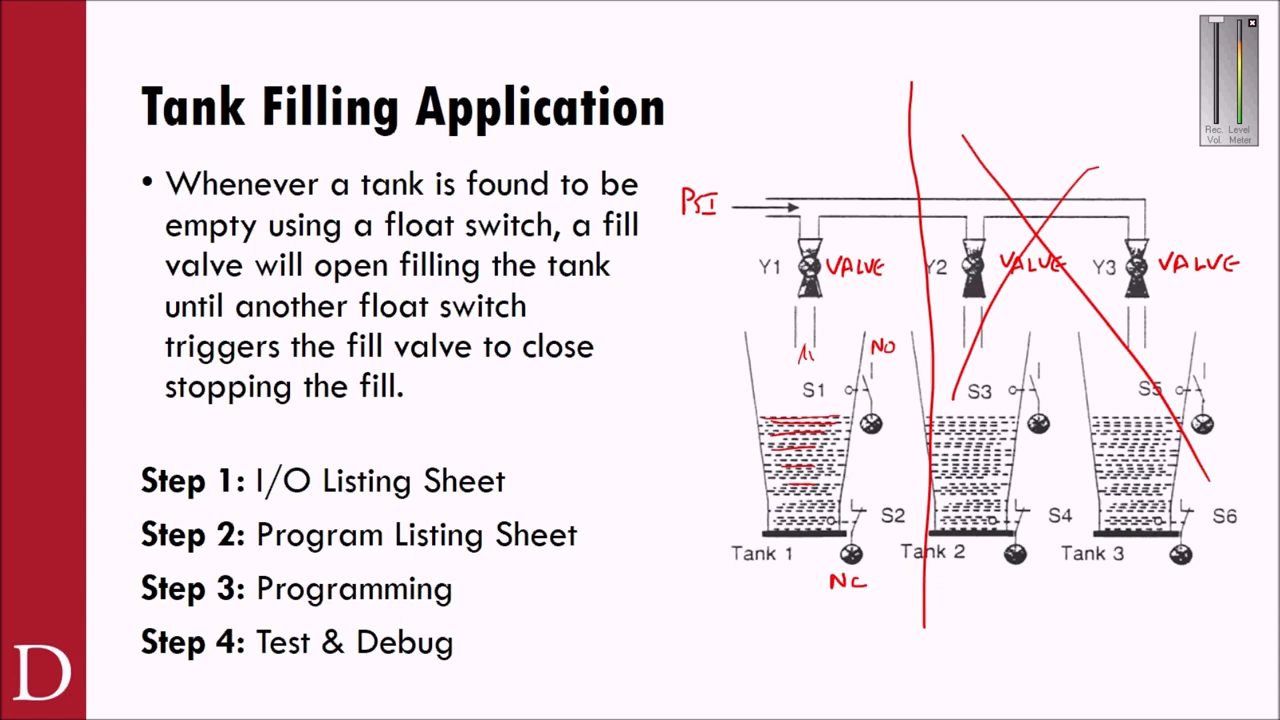 Rec. Level
Vol. Meter
Tank Filling Application
• Whenever a tank is found to be
empty using a float switch, a fill
valve will open filling the tank
until another float switch
triggers the fill valve to close
stopping the fill.
Step 1: I/O Listing Sheet
Step 2: Program Listing Sheet
Step 3: Programming
Step 4: Test & Debug
D
PSI
Y1 VALVE Y2 VALVE Y3 VALVE
NO
S1 S3 S5
S2 S4 S6
Tank 1 Tank 2 Tank 3
NC